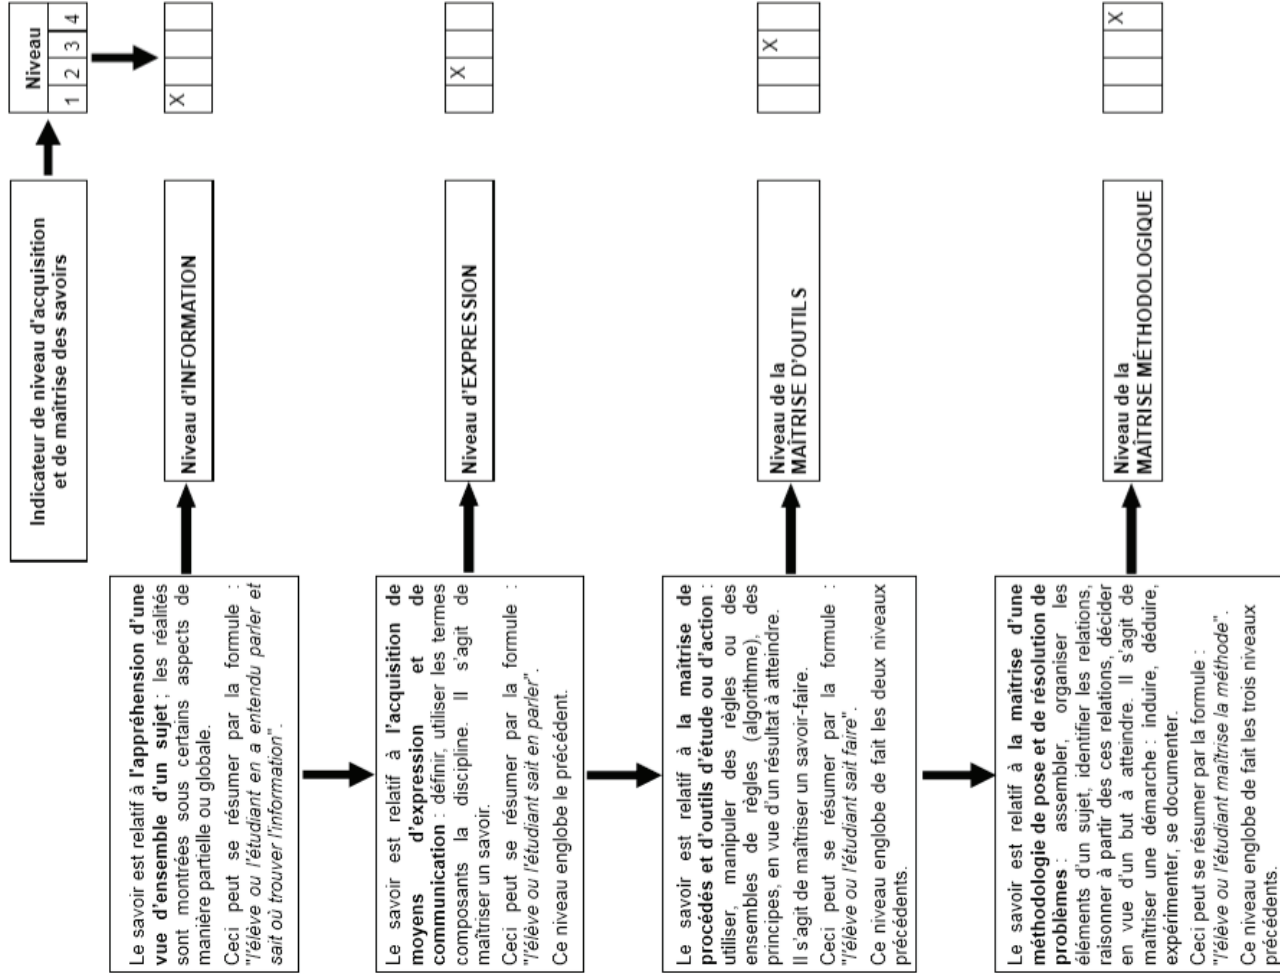 Indicateur de niveau d'acquisition
et de maîtrise des savoirs
Niveau
1 2 3 4
Le savoir est relatif à l'appréhension d'une
vue d'ensemble d'un sujet : les réalités
sont montrées sous certains aspects de
manière partielle ou globale.
Ceci peut se résumer par la formule :
"l'élève ou l'étudiant en a entendu parler et
sait où trouver l'information".
Niveau d'INFORMATION
X
Le savoir est relatif à l'acquisition de
moyens d'expression et de
communication : définir, utiliser les termes
composants la discipline. Il s'agit de
maîtriser un savoir.
Ceci peut se résumer par la formule :
"l'élève ou l'étudiant sait en parler".
Ce niveau englobe le précédent.
Niveau d'EXPRESSION
X
Le savoir est relatif à la maîtrise de
procédés et d'outils d'étude ou d'action :
utiliser, manipuler des règles ou des
ensembles de règles (algorithme), des
principes, en vue d'un résultat à atteindre.
Il s'agit de maîtriser un savoir-faire.
Ceci peut se résumer par la formule :
"l'élève ou l'étudiant sait faire".
Ce niveau englobe de fait les deux niveaux
précédents.
Niveau de la
MAÎTRISE D'OUTILS
X
Le savoir est relatif à la maîtrise d'une
méthodologie de pose et de résolution de
problèmes : assembler, organiser les
éléments d'un sujet, identifier les relations,
raisonner à partir des ces relations, décider
en vue d'un but à atteindre. Il s'agit de
maîtriser une démarche : induire, déduire,
expérimenter, se documenter.
Ceci peut se résumer par la formule :
"l'élève ou l'étudiant maîtrise la méthode".
Ce niveau englobe de fait les trois niveaux
précédents.
Niveau de la
MAÎTRISE MÉTHODOLOGIQUE
X